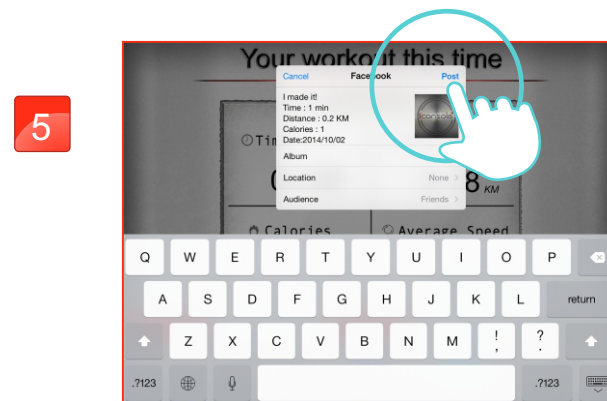 5
Your workout this time
Cancel Facebook Post
I made it!
Time : 1 min
Distance : 0.2 KM
Calories : 1
Date:2014/10/02
iconsole
Album
Location None >
Audience Friends >
Tim
8 KM
Calories Average Speed
Q W E R T Y U I O P
A S D F G H J K L return
Z X C V B N M ! , ? .
.?123 .?123